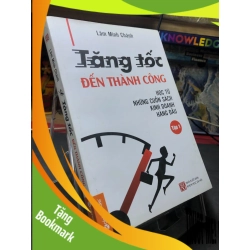 KNOWLEDG
Lâm Minh Chánh
Tăng tốc
ĐẾN THÀNH CÔNG
HỌC TỪ
NHỮNG CUỐN SÁCH
KINH DOANH
HÀNG ĐẦU
TẬP 1
Tặng
Bookmark